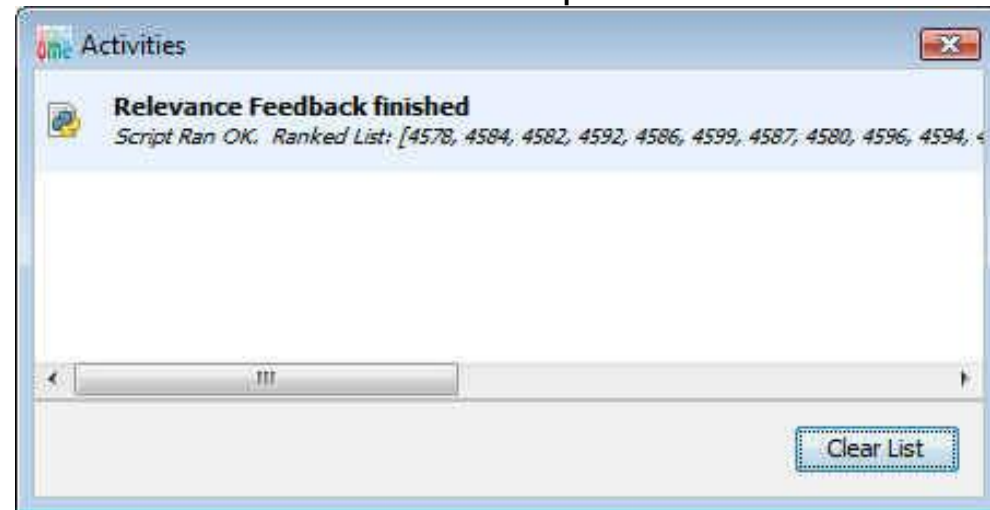 Activities
Relevance Feedback finished
Script Ran OK. Ranked List: [4578, 4584, 4582, 4592, 4586, 4599, 4587, 4580, 4596, 4594,
Clear List